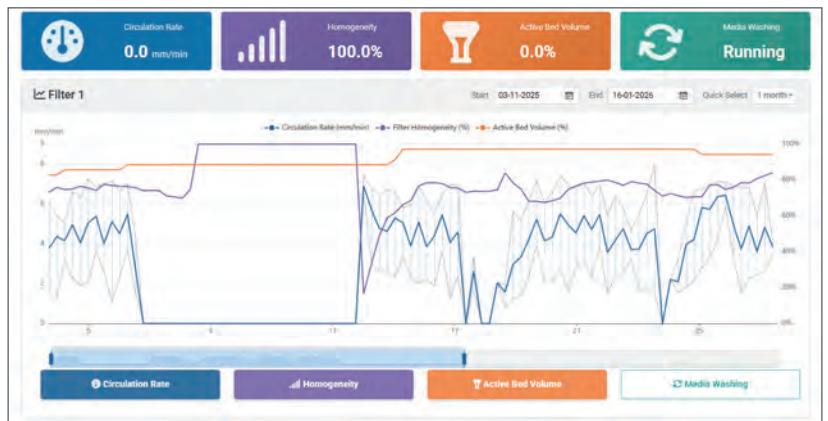 Circulation Rate
0.0 mm/min
Homogeneity
100.0%
Active Bed Volume
0.0%
Media Washing
Running
Filter 1
Start 03-11-2025 End 16-01-2026 Quick Select 1 month
Circulation Rate (mm/min) Filter Homogeneity (%) Active Bed Volume (%)
mm/min
100%
80%
60%
4 40%
20%
0 0%
5 9 13 17 21 25
Circulation Rate
Homogeneity
Active Bed Volume
Media Washing